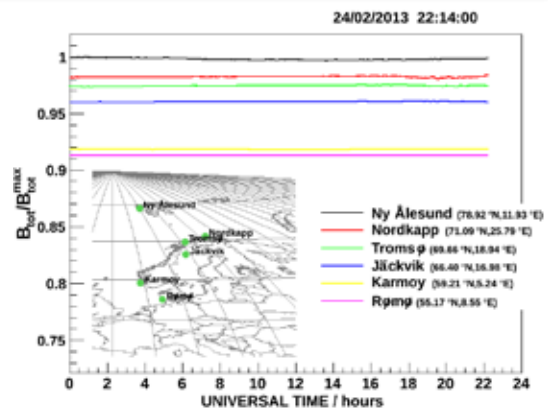 24/02/2013 22:14:00
B_tot/B_tot^max
1
0.95
0.9
0.85
0.8
0.75
Ny Ålesund
Nordkapp
Tromsø
Jäckvik
Karmoy
Rømø
Ny Ålesund (78.92 °N,11.93 °E)
Nordkapp (71.09 °N,25.79 °E)
Tromsø (69.66 °N,18.94 °E)
Jäckvik (66.40 °N,16.98 °E)
Karmoy (59.21 °N,5.24 °E)
Rømø (55.17 °N,8.55 °E)
0 2 4 6 8 10 12 14 16 18 20 22 24
UNIVERSAL TIME / hours